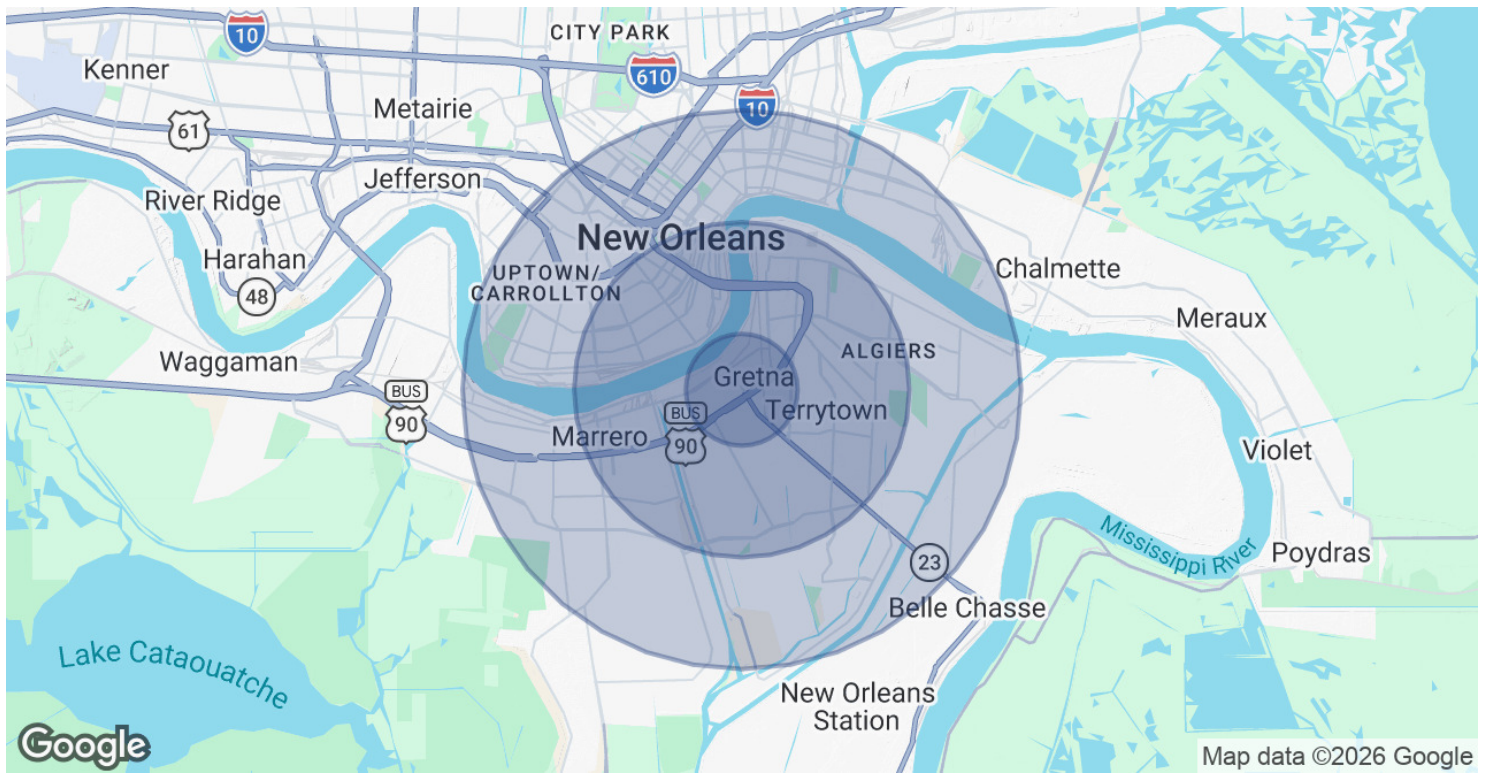 CITY PARK
10
Kenner
610
10
Metairie
61
Jefferson
River Ridge
New Orleans
Harahan
UPTOWN/
CARROLLTON
Chalmette
48
Meraux
ALGIERS
Waggaman
Gretna
BUS
90
Terrytown
BUS
90
Marrero
Violet
Mississippi River
Poydras
23
Belle Chasse
Lake Cataouatche
New Orleans
Station
Google
Map data ©2026 Google